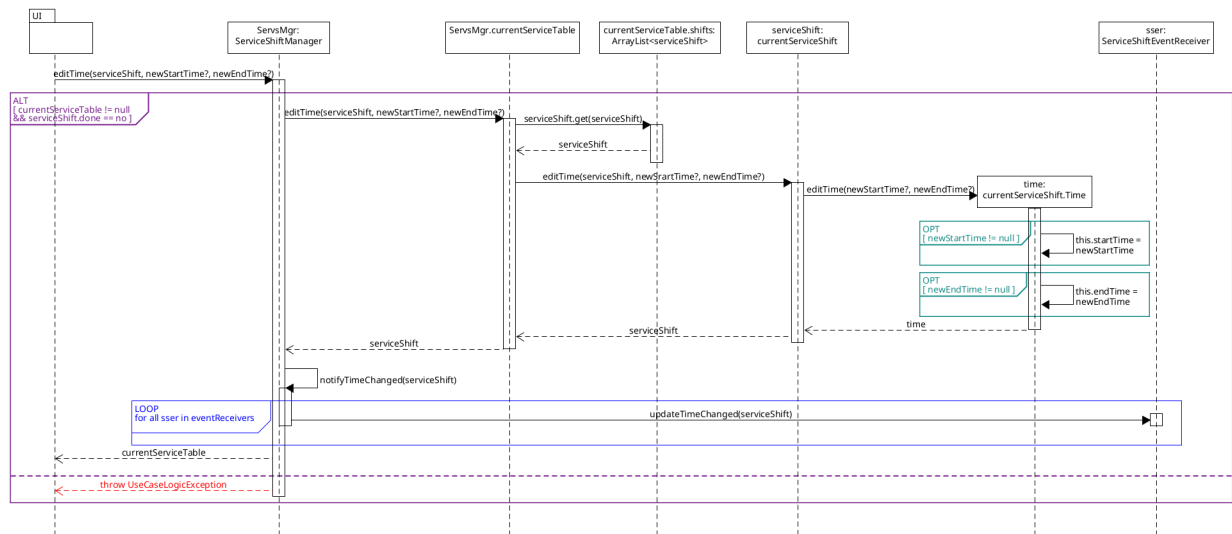 UI
ServsMgr:
ServiceShiftManager
ServsMgr.currentServiceTable
currentServiceTable.shifts:
ArrayList<serviceShift>
serviceShift:
currentServiceShift
sser:
ServiceShiftEventReceiver
editTime(serviceShift, newStartTime?, newEndTime?)
ALT
[ currentServiceTable != null
&& serviceShift.done == no ]
editTime(serviceShift, newStartTime?, newEndTime?)
serviceShift.get(serviceShift)
serviceShift
editTime(serviceShift, newSrartTime?, newEndTime?)
editTime(newStartTime?, newEndTime?)
time:
currentServiceShift.Time
OPT
[ newStartTime != null ]
this.startTime =
newStartTime
OPT
[ newEndTime != null ]
this.endTime =
newEndTime
time
serviceShift
serviceShift
notifyTimeChanged(serviceShift)
LOOP
for all sser in eventReceivers
updateTimeChanged(serviceShift)
currentServiceTable
throw UseCaseLogicException